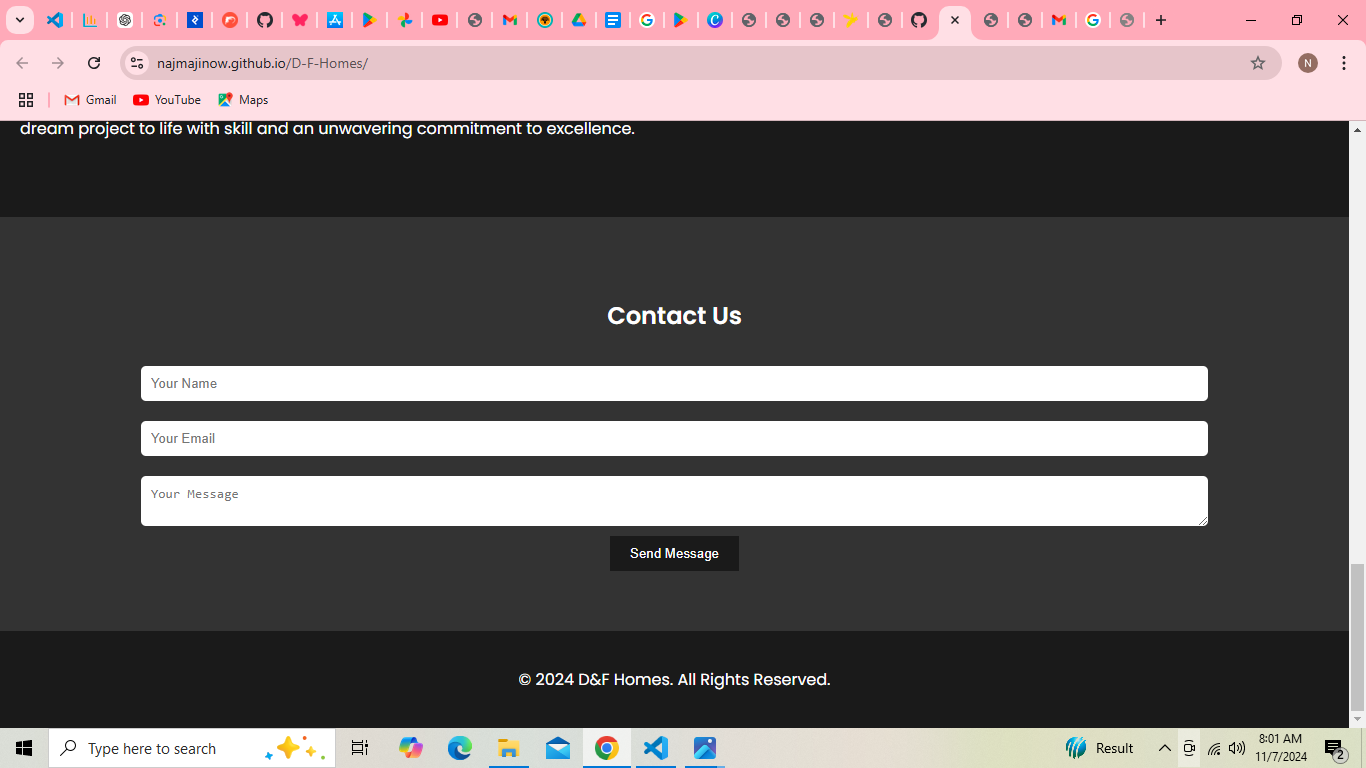 najmajinow.github.io/D-F-Homes/
N
Gmail
YouTube
Maps
dream project to life with skill and an unwavering commitment to excellence.
Contact Us
Your Name
Your Email
Your Message
Send Message
© 2024 D&F Homes. All Rights Reserved.
Type here to search
Result
8:01 AM
11/7/2024
2